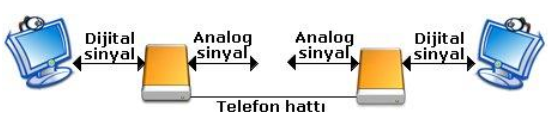 Dijital
sinyal
Analog
sinyal
Analog
sinyal
Dijital
sinyal
Telefon hattı